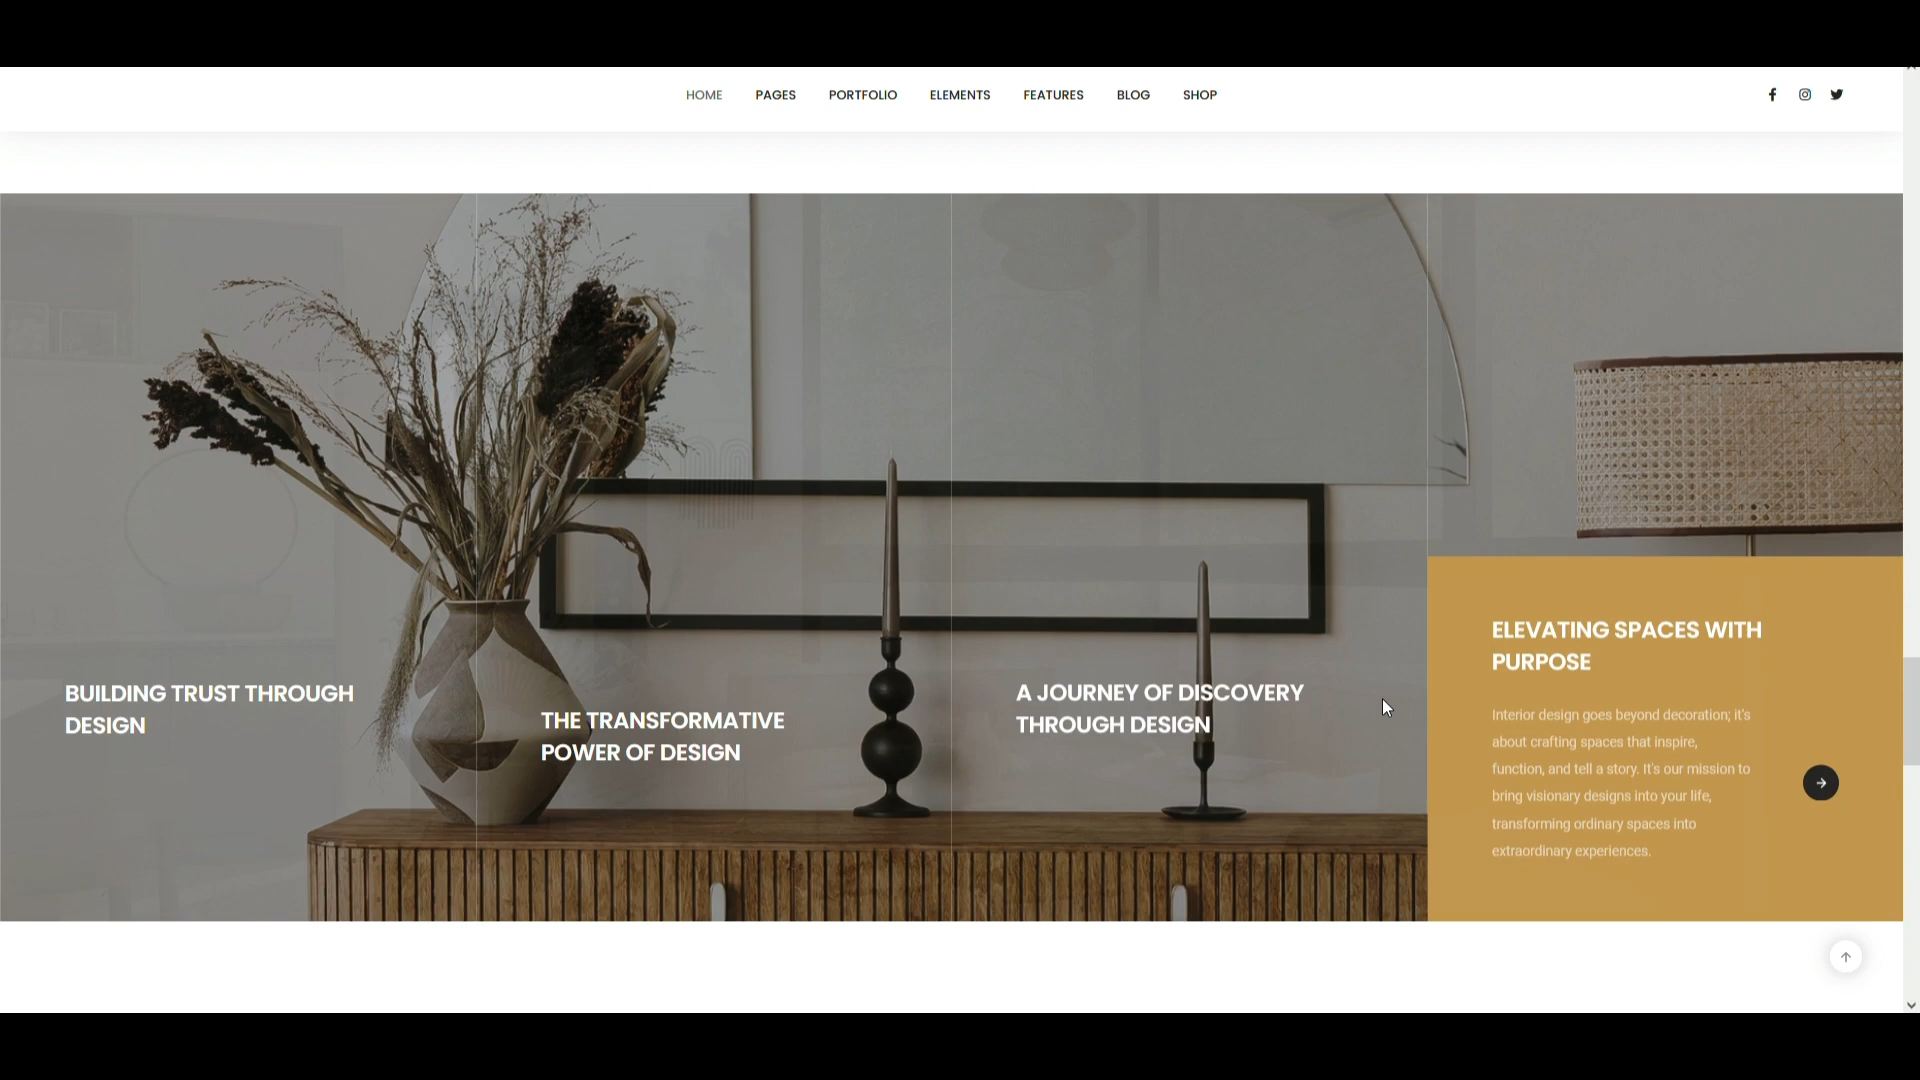 HOME PAGES PORTFOLIO ELEMENTS FEATURES BLOG SHOP
BUILDING TRUST THROUGH
DESIGN
THE TRANSFORMATIVE
POWER OF DESIGN
A JOURNEY OF DISCOVERY
THROUGH DESIGN
ELEVATING SPACES WITH
PURPOSE
Interior design goes beyond decoration; it's
about crafting spaces that inspire,
function, and tell a story. It's our mission to
bring visionary designs into your life,
transforming ordinary spaces into
extraordinary experiences.